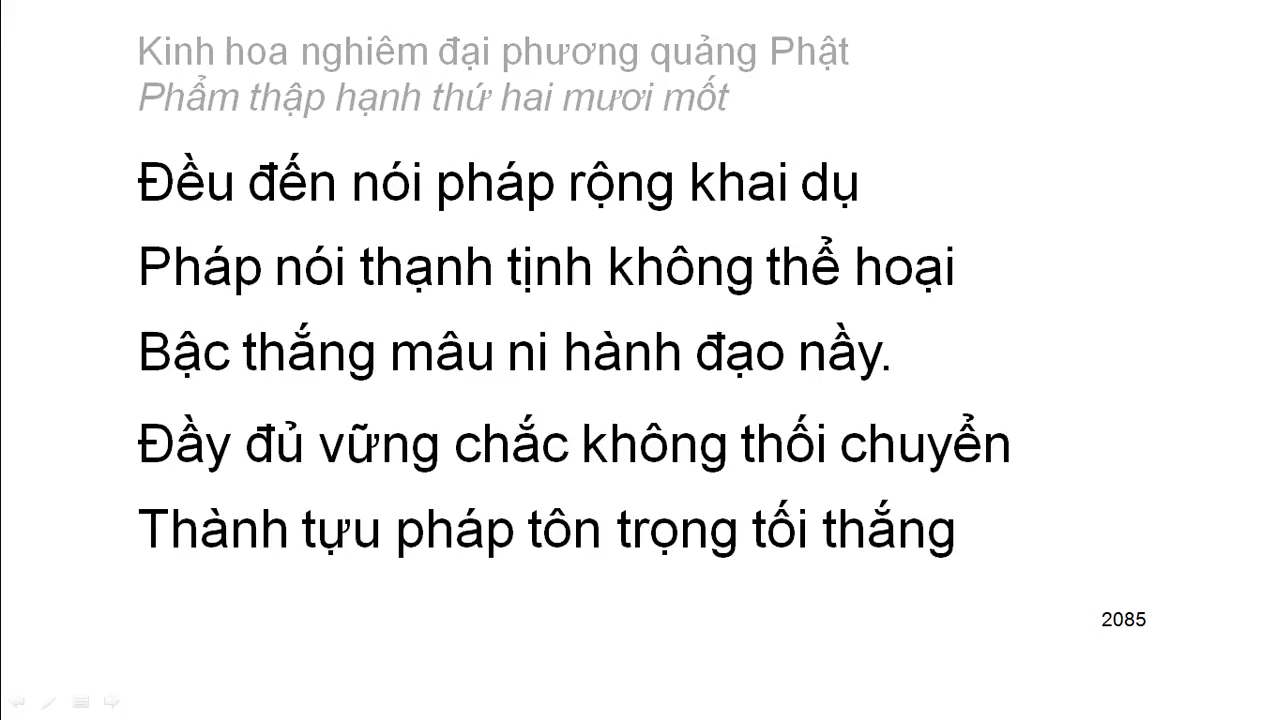 Kinh hoa nghiêm đại phương quảng Phật
Phẩm thập hạnh thứ hai mươi mốt
Đều đến nói pháp rộng khai dụ
Pháp nói thạnh tịnh không thể hoại
Bậc thắng mâu ni hành đạo nầy.
Đầy đủ vững chắc không thối chuyển
Thành tựu pháp tôn trọng tối thắng
2085